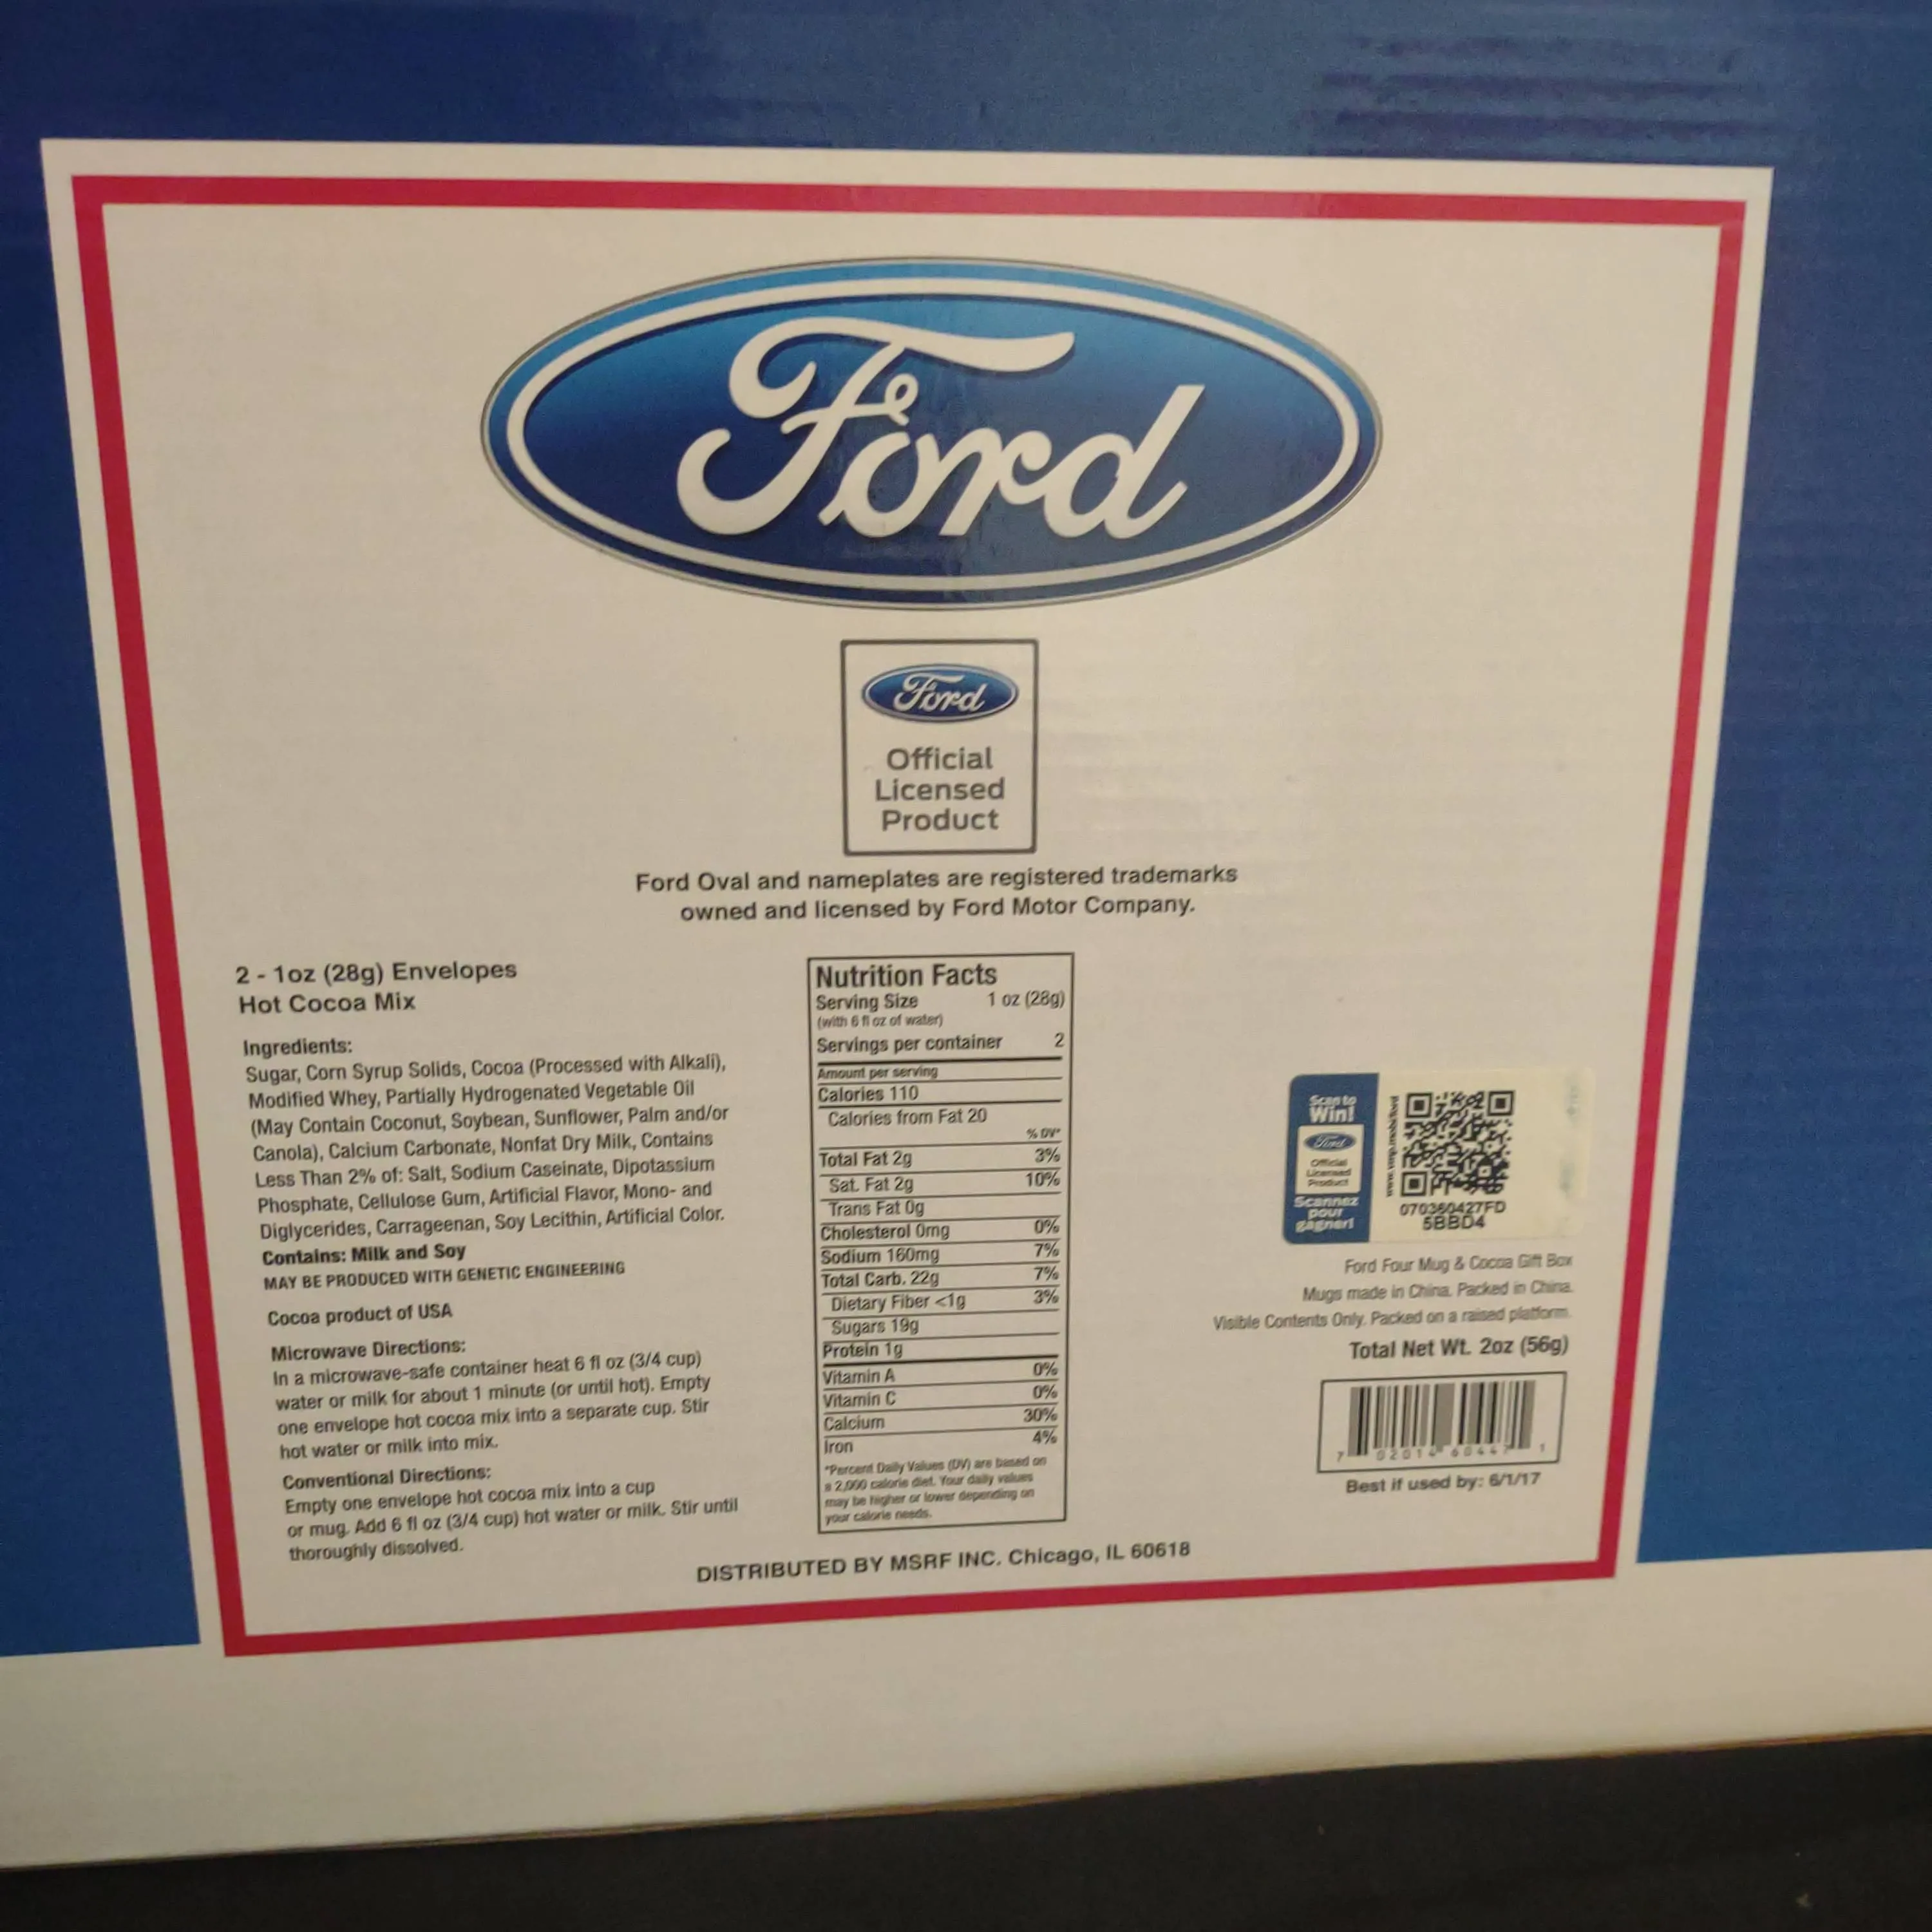 Ford
Ford
Official
Licensed
Product
Ford Oval and nameplates are registered trademarks
owned and licensed by Ford Motor Company.
2 - 1oz (28g) Envelopes
Hot Cocoa Mix
Ingredients:
Sugar, Corn Syrup Solids, Cocoa (Processed with Alkali),
Modified Whey, Partially Hydrogenated Vegetable Oil
(May Contain Coconut, Soybean, Sunflower, Palm and/or
Canola), Calcium Carbonate, Nonfat Dry Milk, Contains
Less Than 2% of: Salt, Sodium Caseinate, Dipotassium
Phosphate, Cellulose Gum, Artificial Flavor, Mono- and
Diglycerides, Carrageenan, Soy Lecithin, Artificial Color.
Contains: Milk and Soy
MAY BE PRODUCED WITH GENETIC ENGINEERING
Cocoa product of USA
Microwave Directions:
In a microwave-safe container heat 6 fl oz (3/4 cup)
water or milk for about 1 minute (or until hot). Empty
one envelope hot cocoa mix into a separate cup. Stir
hot water or milk into mix.
Conventional Directions:
Empty one envelope hot cocoa mix into a cup
or mug. Add 6 fl oz (3/4 cup) hot water or milk. Stir until
thoroughly dissolved.
Nutrition Facts
Serving Size 1 oz (28g)
(with 6 fl oz of water)
Servings per container 2
Amount per serving
Calories 110
Calories from Fat 20
% DV*
Total Fat 2g 3%
Sat. Fat 2g 10%
Trans Fat 0g
Cholesterol 0mg 0%
Sodium 160mg 7%
Total Carb. 22g 7%
Dietary Fiber <1g 3%
Sugars 19g
Protein 1g
Vitamin A 0%
Vitamin C 0%
Calcium 30%
Iron 4%
*Percent Daily Values (DV) are based on
a 2,000 calorie diet. Your daily values
may be higher or lower depending on
your calorie needs.
Scan to
Win!
Ford
Official
Licensed
Product
Scannez
pour
gagner!
070360427FD
5BBD4
Ford Four Mug & Cocoa Gift Box
Mugs made in China. Packed in China.
Visible Contents Only. Packed on a raised platform.
Total Net Wt. 2oz (56g)
Best if used by: 6/1/17
DISTRIBUTED BY MSRF INC. Chicago, IL 60618